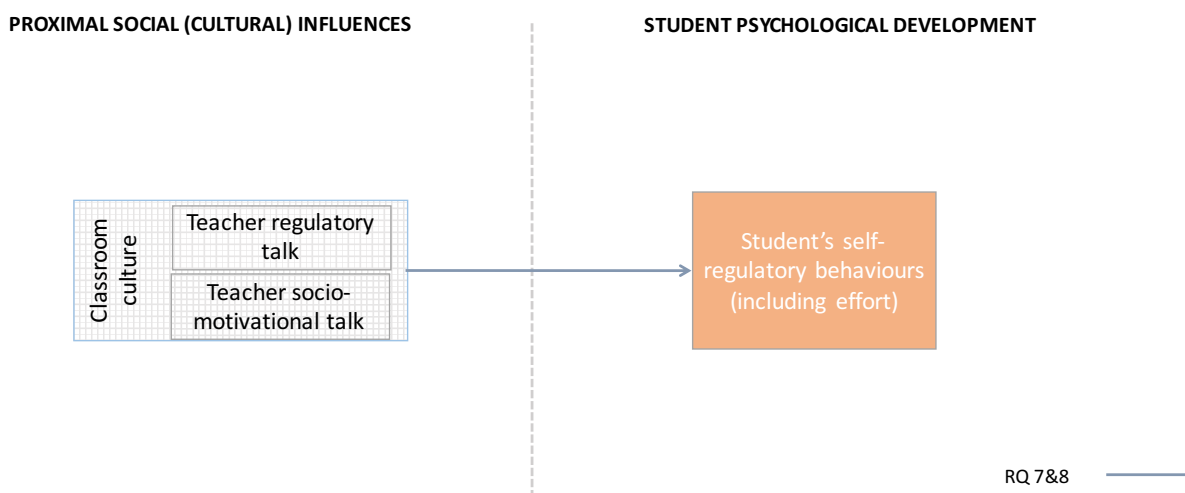 PROXIMAL SOCIAL (CULTURAL) INFLUENCES
STUDENT PSYCHOLOGICAL DEVELOPMENT
Classroom
culture
Teacher regulatory
talk
Teacher socio-
motivational talk
Student’s self-
regulatory behaviours
(including effort)
RQ 7&8